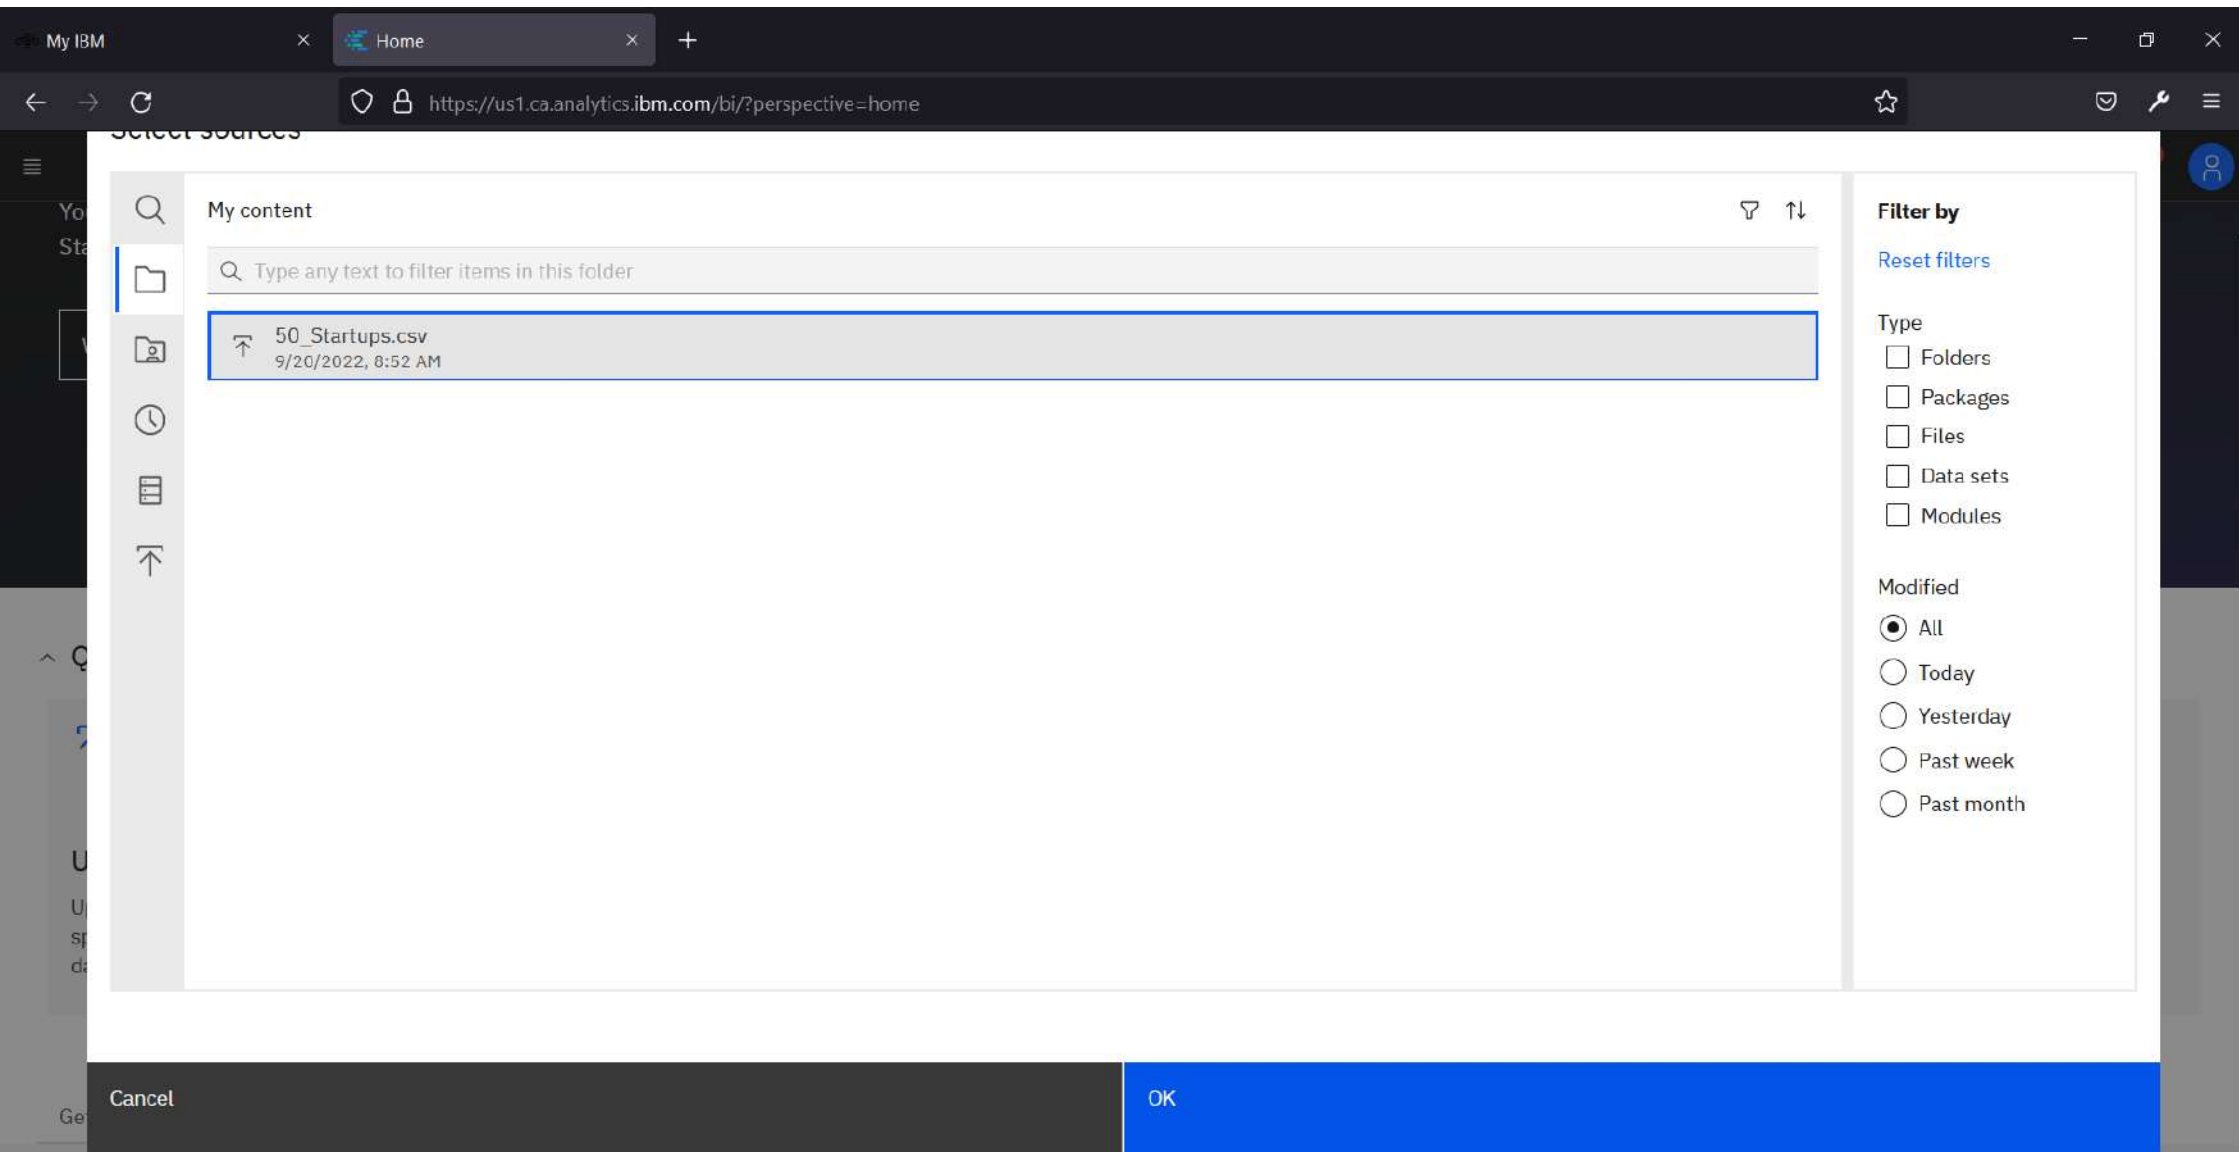 My IBM
Home
https://us1.ca.analytics.ibm.com/bi/?perspective=home
Select sources
My content
Filter by
Reset filters
Type any text to filter items in this folder
50_Startups.csv
9/20/2022, 8:52 AM
Type
Folders
Packages
Files
Data sets
Modules
Modified
All
Today
Yesterday
Past week
Past month
Cancel
OK